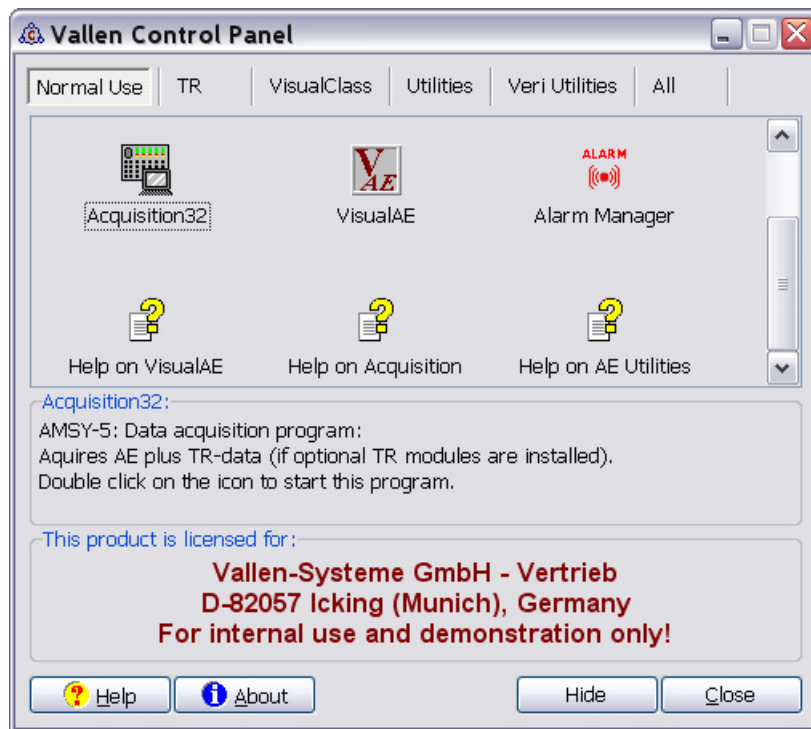 Vallen Control Panel
Normal Use TR VisualClass Utilities Veri Utilities All
ALARM
Acquisition32 VisualAE Alarm Manager
Help on VisualAE Help on Acquisition Help on AE Utilities
Acquisition32:
AMSY-5: Data acquisition program:
Aquires AE plus TR-data (if optional TR modules are installed).
Double click on the icon to start this program.
This product is licensed for:
Vallen-Systeme GmbH - Vertrieb
D-82057 Icking (Munich), Germany
For internal use and demonstration only!
Help About Hide Close